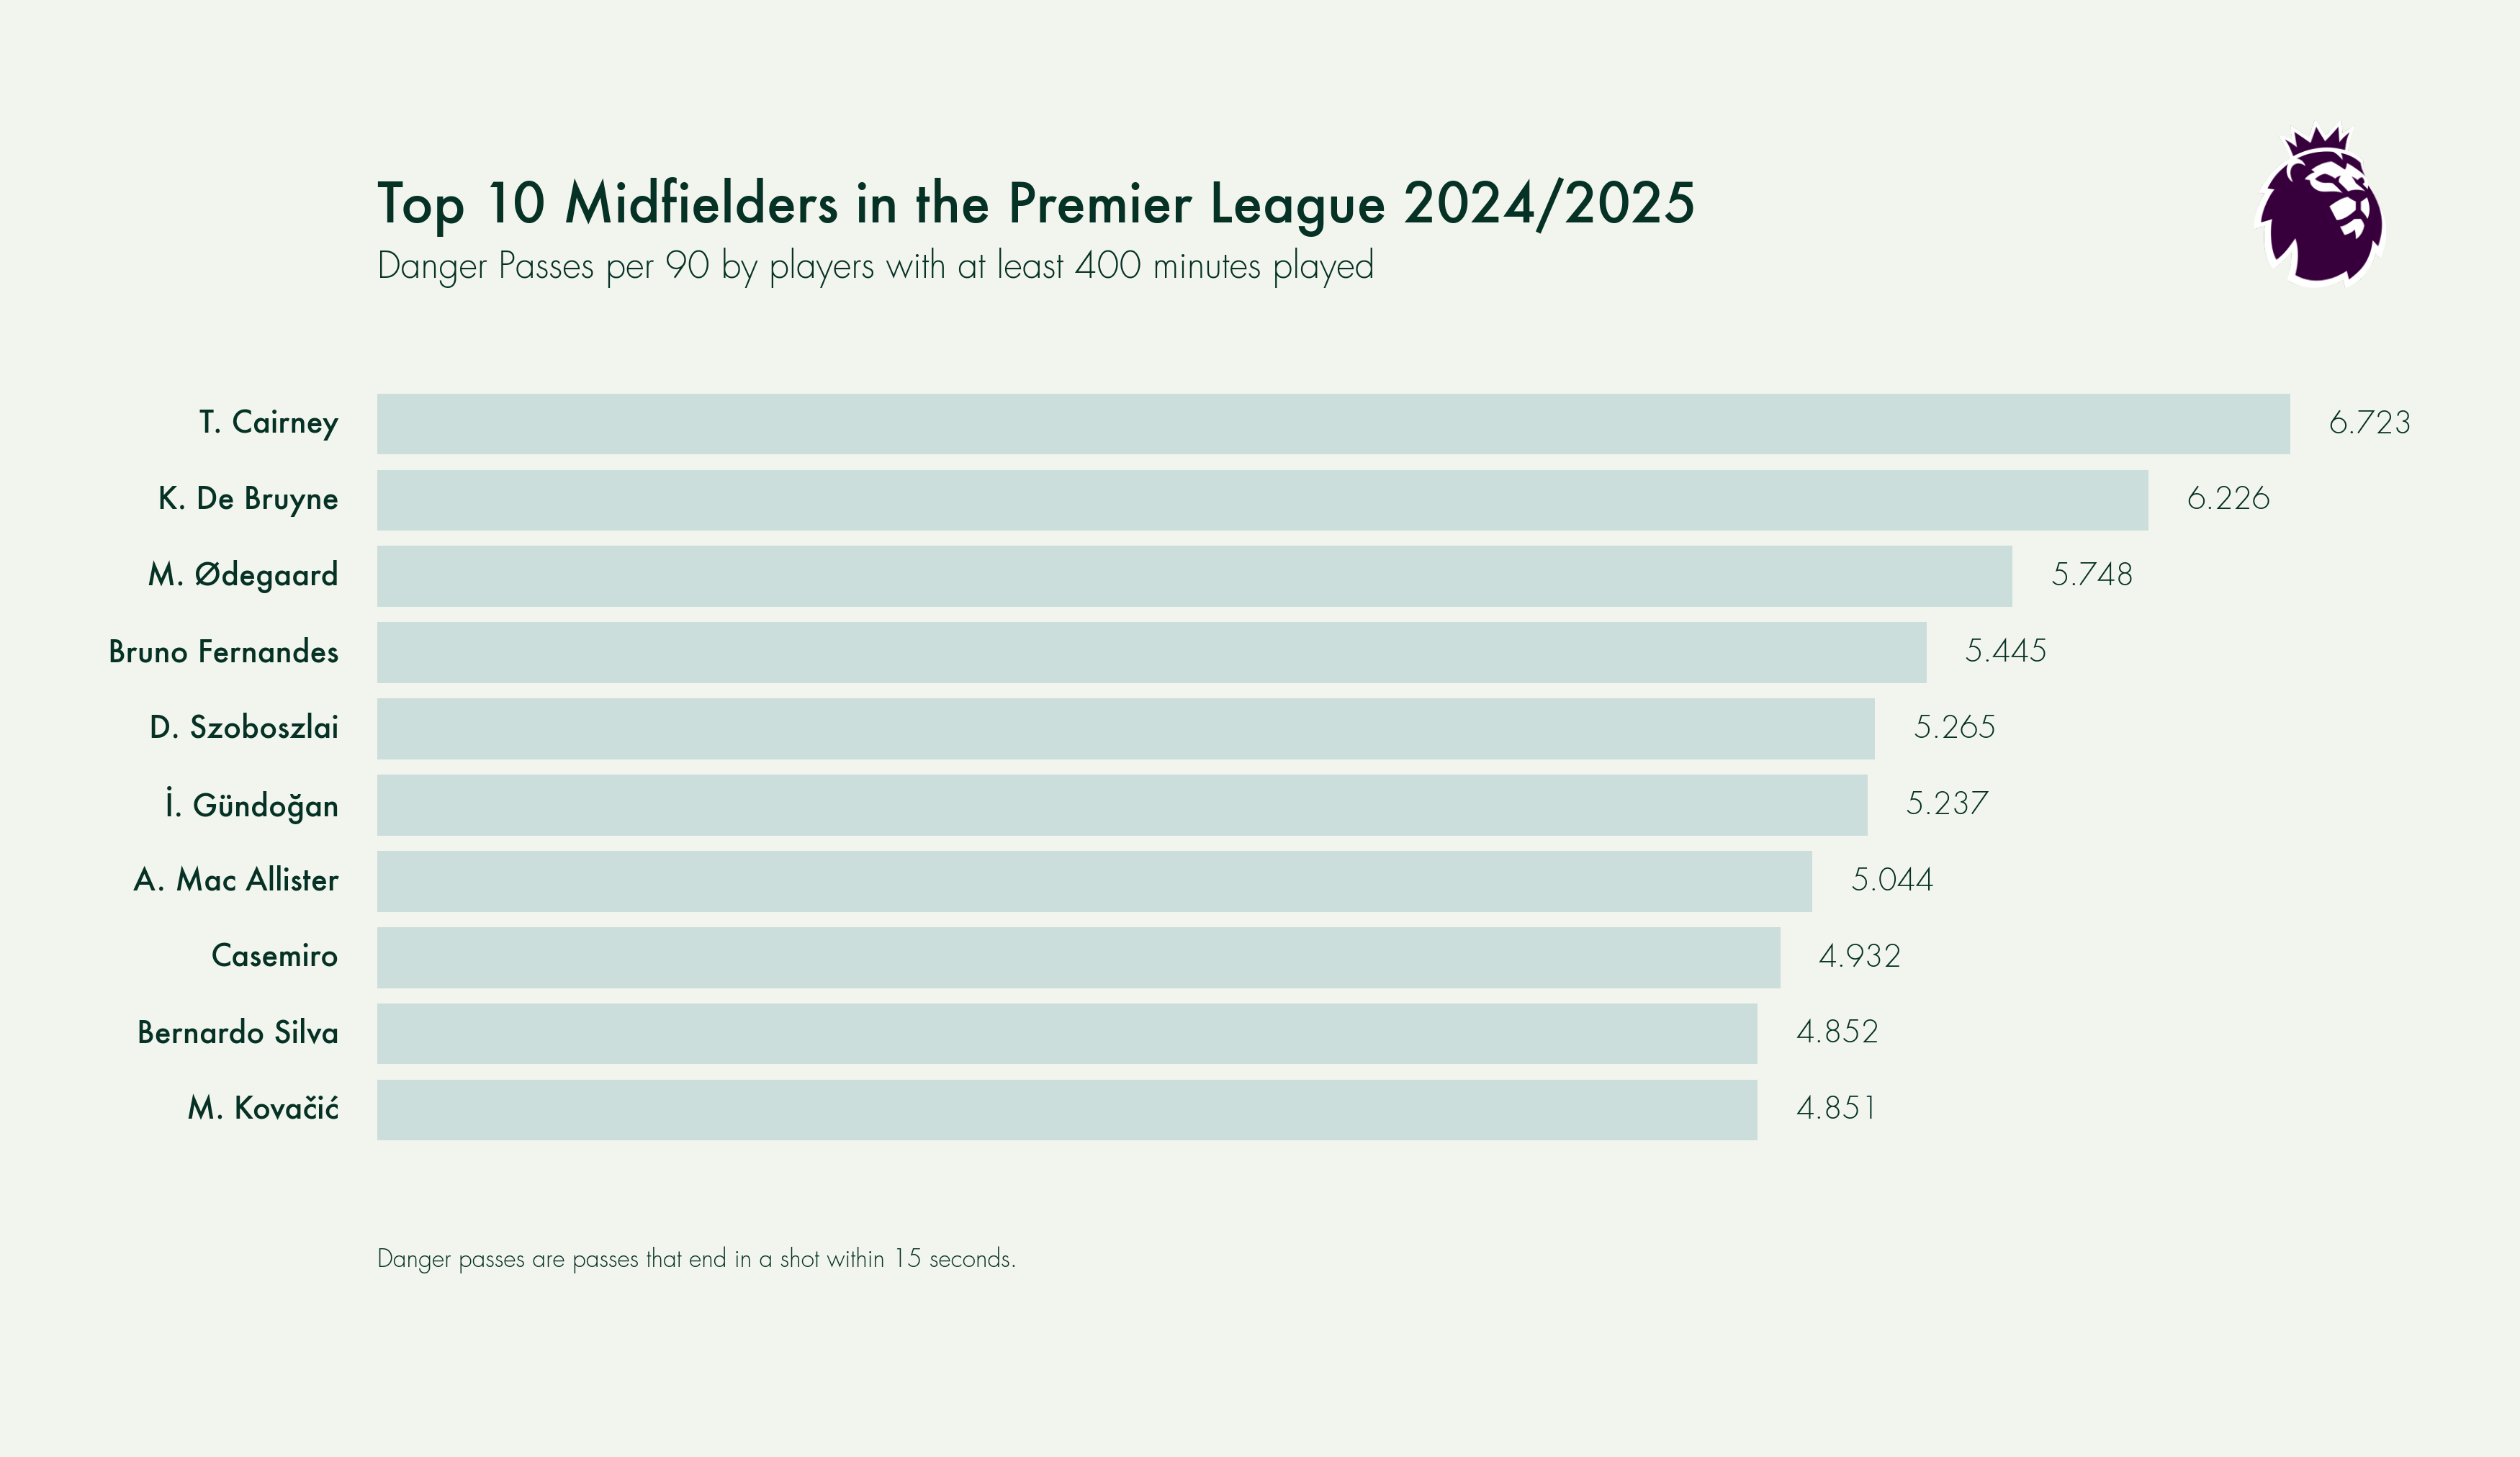 Top 10 Midfielders in the Premier League 2024/2025
Danger Passes per 90 by players with at least 400 minutes played
T. Cairney 6.723
K. De Bruyne 6.226
M. Ødegaard 5.748
Bruno Fernandes 5.445
D. Szoboszlai 5.265
İ. Gündoğan 5.237
A. Mac Allister 5.044
Casemiro 4.932
Bernardo Silva 4.852
M. Kovačić 4.851
Danger passes are passes that end in a shot within 15 seconds.